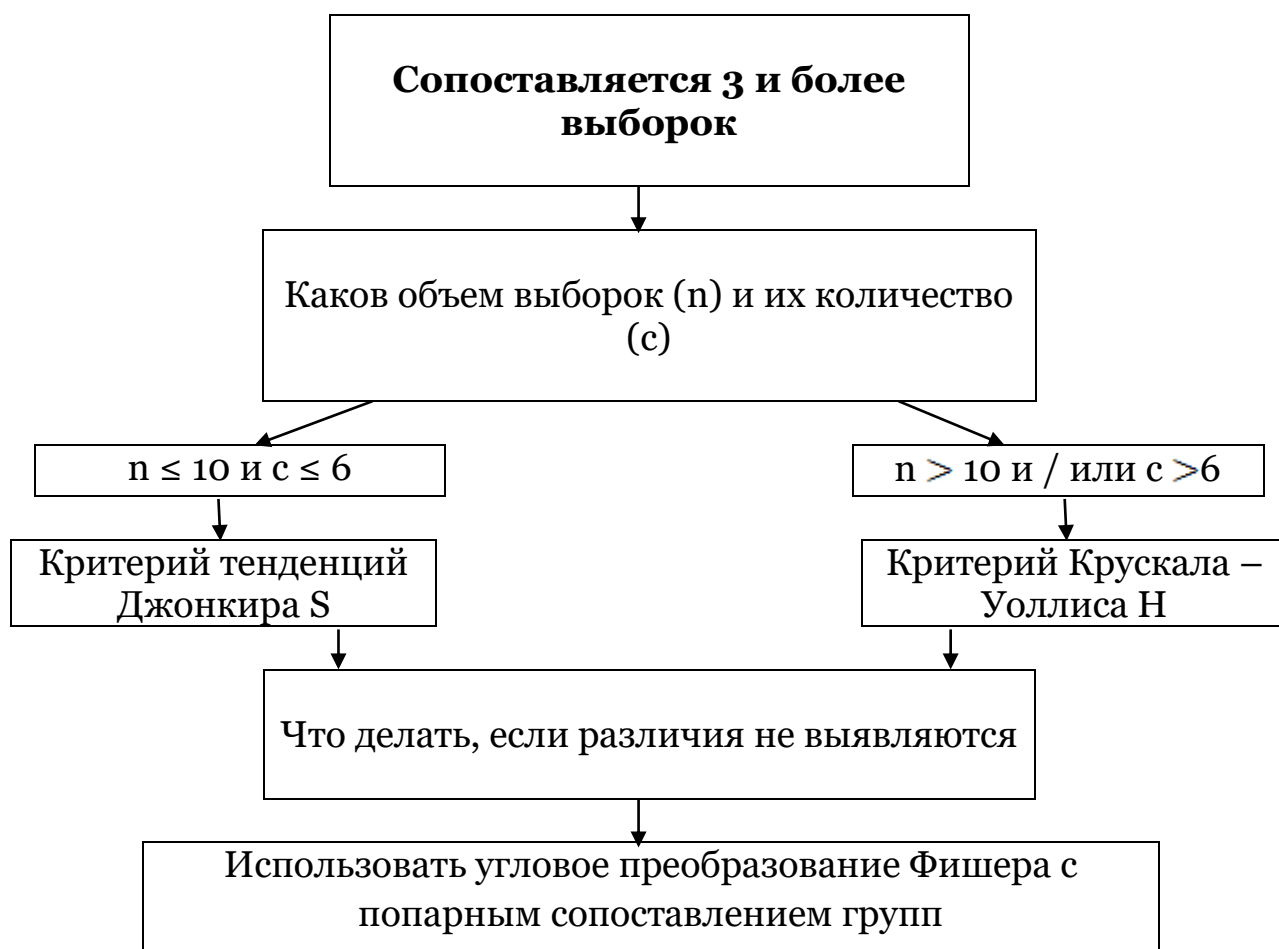 Сопоставляется 3 и более
выборок
Каков объем выборок (n) и их количество
(c)
n ≤ 10 и c ≤ 6
n > 10 и / или c >6
Критерий тенденций
Джонкира S
Критерий Крускала –
Уоллиса H
Что делать, если различия не выявляются
Использовать угловое преобразование Фишера с
попарным сопоставлением групп